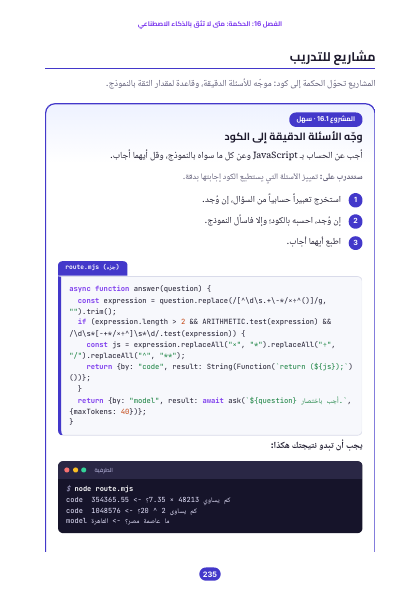 الفصل 16: الحكمة: متى لا تثق بالذكاء الاصطناعي
مشاريع للتدريب
المشاريع تحوّل الحكمة إلى كود: موجّه للأسئلة الدقيقة، وقاعدة لمقدار الثقة بالنموذج.
المشروع 16.1 · سهل
وجّه الأسئلة الدقيقة إلى الكود
أجب عن الحساب بـ JavaScript وعن كل ما سواه بالنموذج، وقل أيهما أجاب.
ستتدرب على: تمييز الأسئلة التي يستطيع الكود إجابتها بدقة.
1 استخرج تعبيراً حسابياً من السؤال، إن وُجد.
2 إن وُجد، احسبه بالكود؛ وإلا فاسأل النموذج.
3 اطبع أيهما أجاب.
route.mjs (جزء)
async function answer(question) {
  const expression = question.replace(/[^\d\s.+\-*/×÷^()]/g,
"").trim();
  if (expression.length > 2 && ARITHMETIC.test(expression) &&
/\d\s*[-+*/×÷^]\s*\d/.test(expression)) {
    const js = expression.replaceAll("×", "*").replaceAll("÷",
"/").replaceAll("^", "**");
    return {by: "code", result: String(Function(`return (${js});`)
())};
  }
  return {by: "model", result: await ask(`${question} أجب باختصار.`,
{maxTokens: 40})};
}
يجب أن تبدو نتيجتك هكذا:
الطرفية
$ node route.mjs
code  354365.55 <- كم يساوي 48213 × 7.35؟
code  1048576 <- كم يساوي 2 ^ 20؟
model ما عاصمة مصر؟ <- القاهرة
235